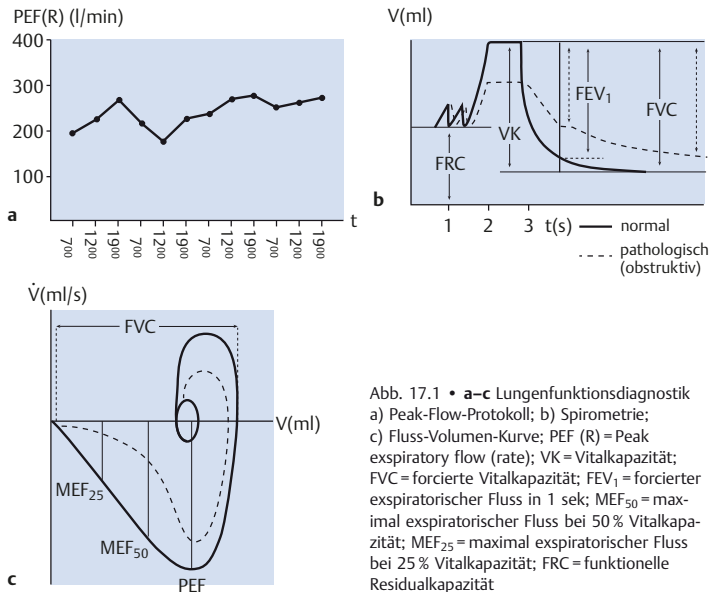 PEF(R) (l/min)
400
300
200
100
t
7⁰⁰ 12⁰⁰ 19⁰⁰ 7⁰⁰ 12⁰⁰ 19⁰⁰ 7⁰⁰ 12⁰⁰ 19⁰⁰ 7⁰⁰ 12⁰⁰ 19⁰⁰
a
V(ml)
FEV₁
FVC
VK
FRC
b
1 2 3 t(s)
normal
pathologisch
(obstruktiv)
V̇(ml/s)
FVC
V(ml)
MEF₂₅
MEF₅₀
PEF
c
Abb. 17.1 • a–c Lungenfunktionsdiagnostik
a) Peak-Flow-Protokoll; b) Spirometrie;
c) Fluss-Volumen-Kurve; PEF (R) = Peak
expiratory flow (rate); VK = Vitalkapazität;
FVC = forcierte Vitalkapazität; FEV₁ = forcierter
exspiratorischer Fluss in 1 sek; MEF₅₀ = max-
imal exspiratorischer Fluss bei 50 % Vitalkapa-
zität; MEF₂₅ = maximal exspiratorischer Fluss
bei 25 % Vitalkapazität; FRC = funktionelle
Residualkapazität